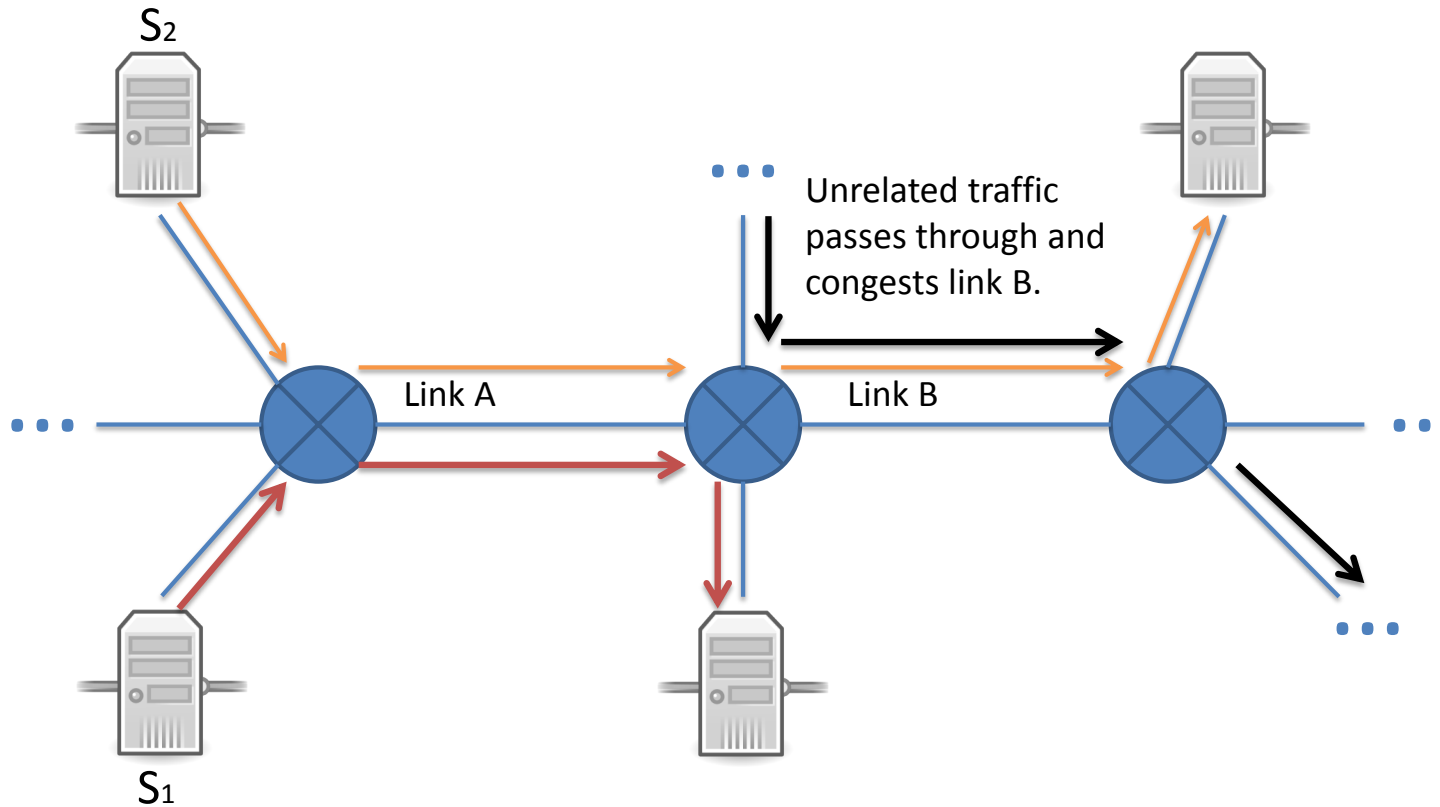 S2
Unrelated traffic
passes through and
congests link B.
Link A
Link B
S1